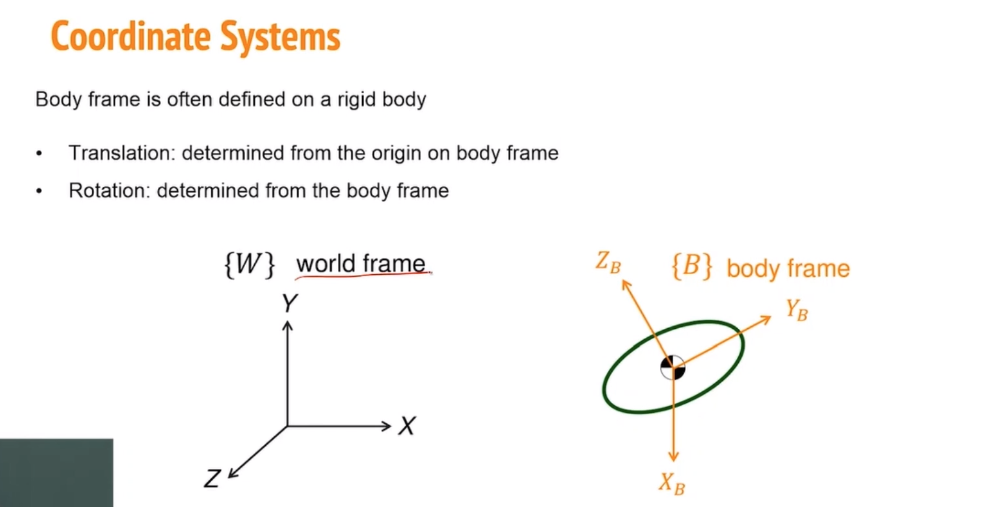 Coordinate Systems
Body frame is often defined on a rigid body
• Translation: determined from the origin on body frame
• Rotation: determined from the body frame
{W} world frame
Y
X
Z
{B} body frame
Z_B
Y_B
X_B